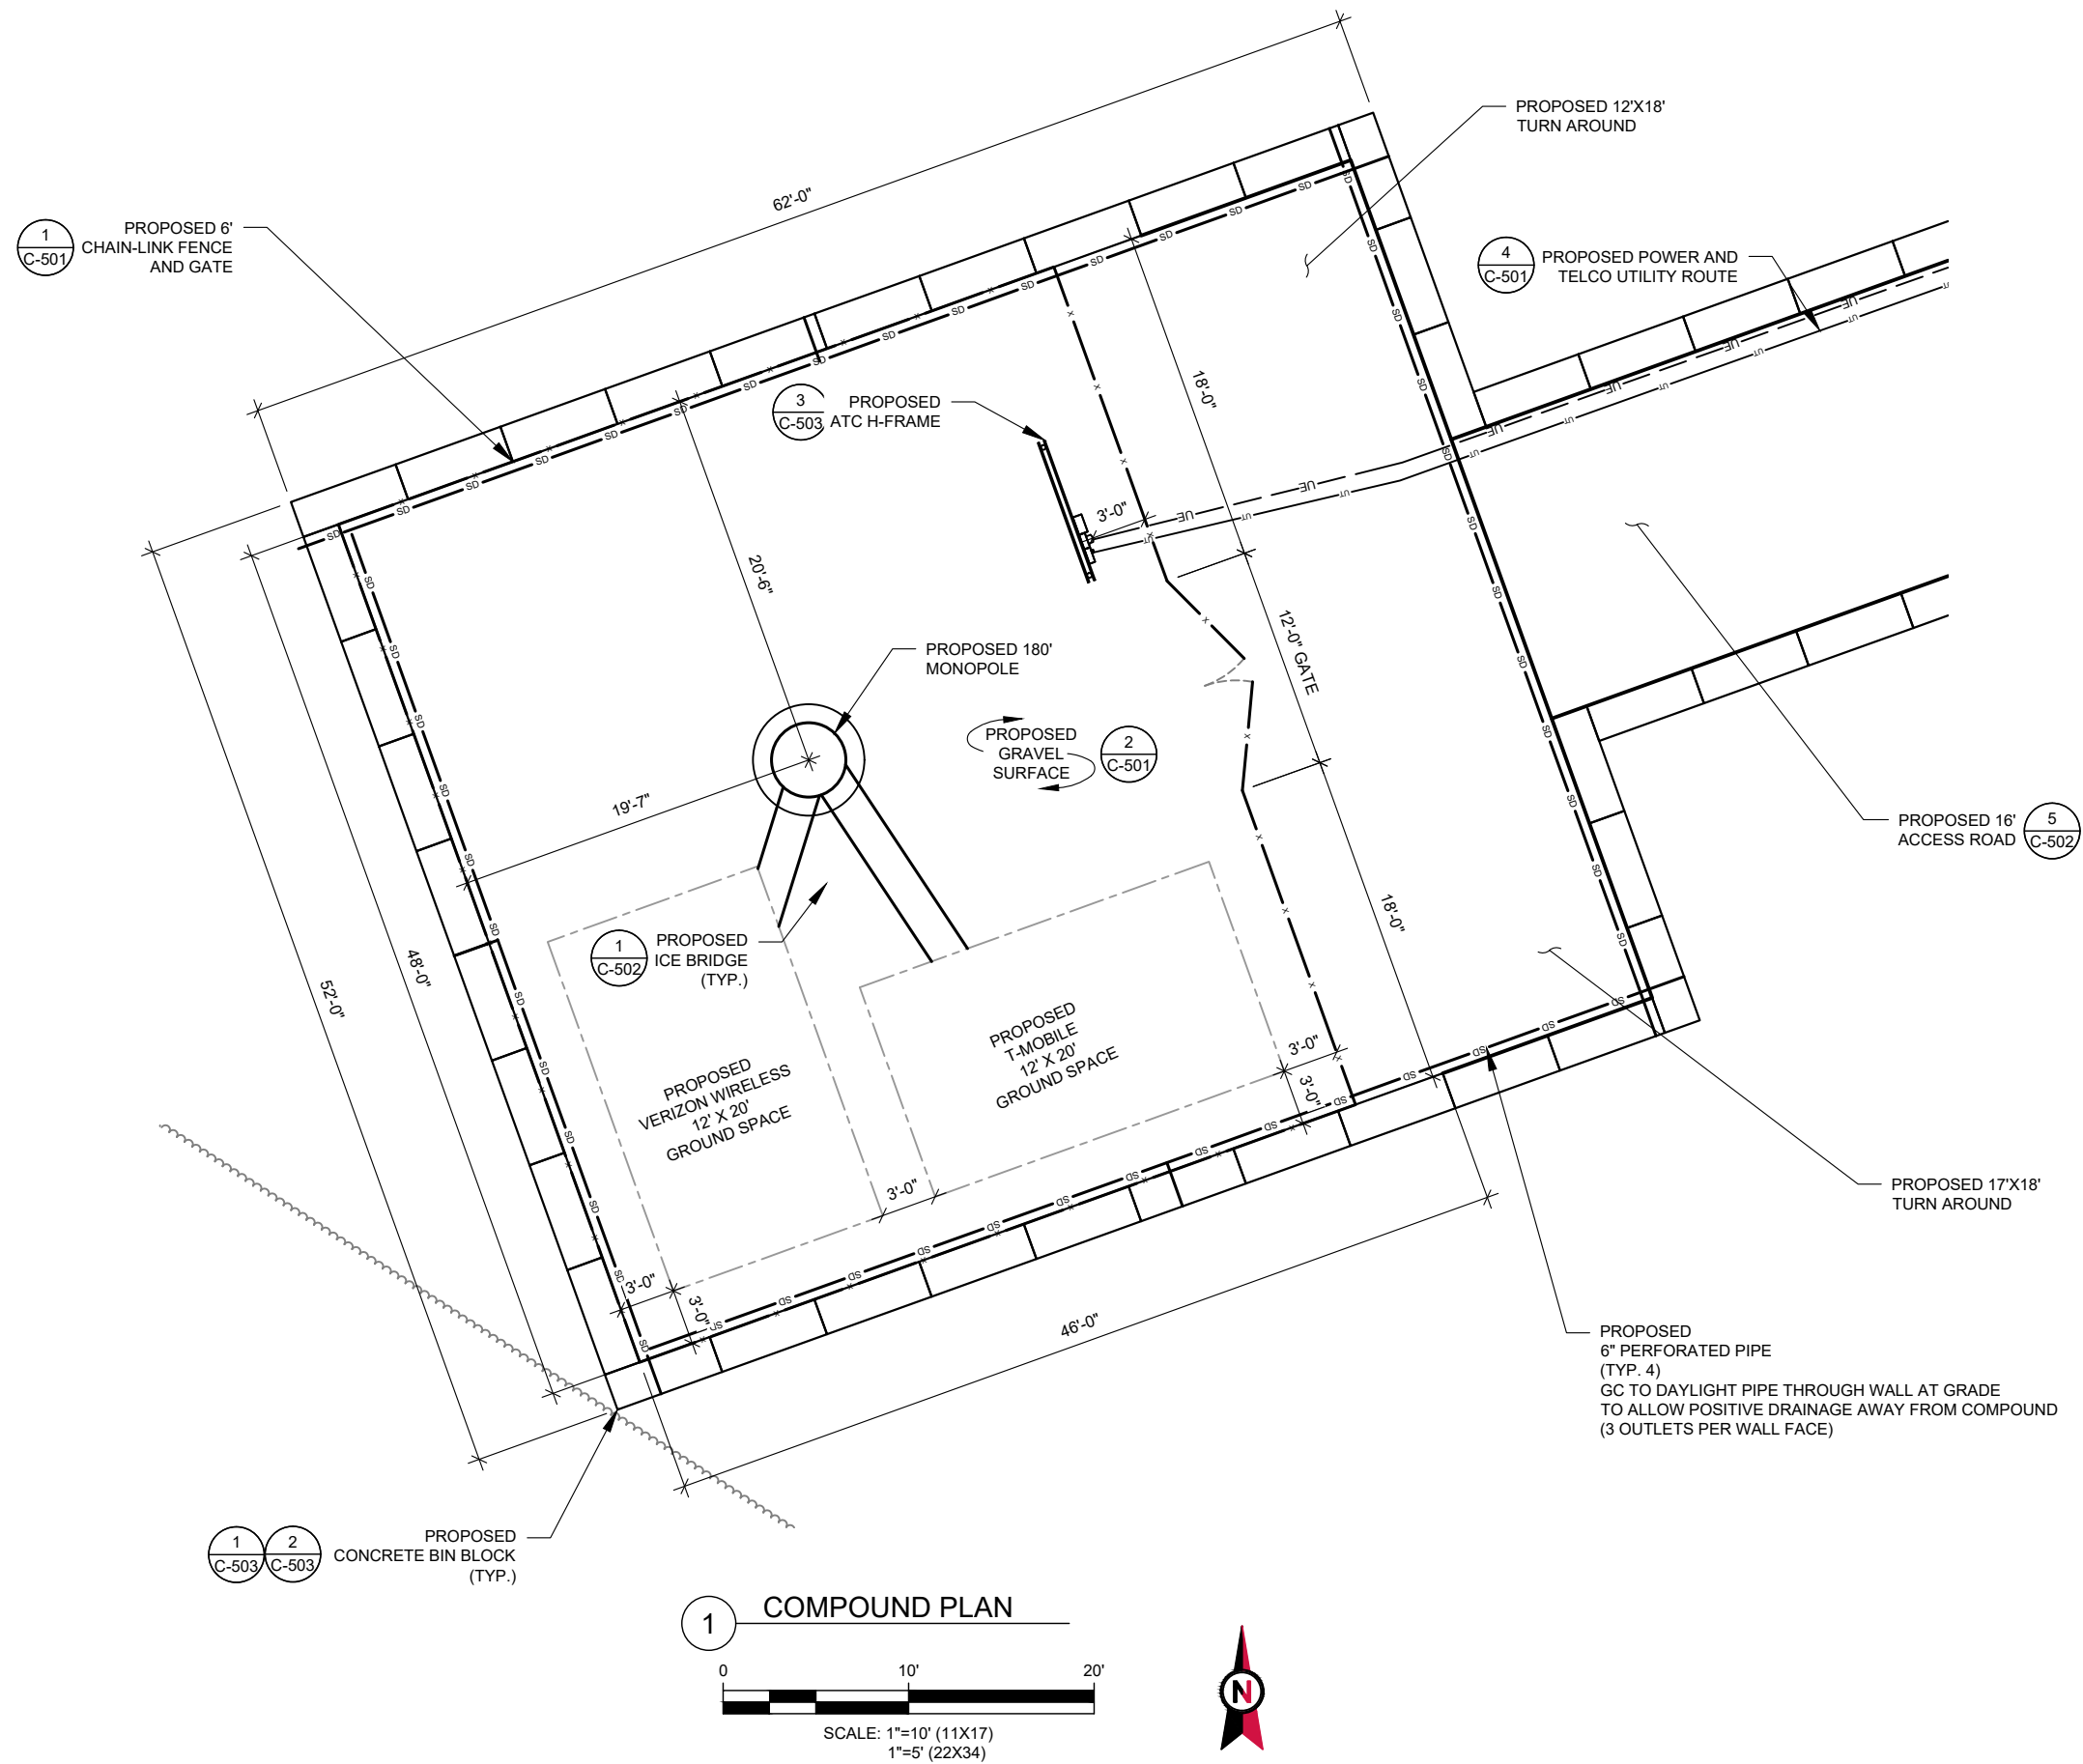 62'-0"
PROPOSED 12'X18'
TURN AROUND
1
C-501
PROPOSED 6'
CHAIN-LINK FENCE
AND GATE
4
C-501
PROPOSED POWER AND
TELCO UTILITY ROUTE
3
C-503
PROPOSED
ATC H-FRAME
18'-0"
3'-0"
20'-6"
12'-0" GATE
PROPOSED 180'
MONOPOLE
PROPOSED
GRAVEL
SURFACE
2
C-501
19'-7"
PROPOSED 16'
ACCESS ROAD
5
C-502
18'-0"
1
C-502
PROPOSED
ICE BRIDGE
(TYP.)
48'-0"
52'-0"
PROPOSED
VERIZON WIRELESS
12' X 20'
GROUND SPACE
PROPOSED
T-MOBILE
12' X 20'
GROUND SPACE
3'-0"
3'-0"
3'-0"
3'-0"
3'-0"
46'-0"
PROPOSED 17'X18'
TURN AROUND
PROPOSED
6" PERFORATED PIPE
(TYP. 4)
GC TO DAYLIGHT PIPE THROUGH WALL AT GRADE
TO ALLOW POSITIVE DRAINAGE AWAY FROM COMPOUND
(3 OUTLETS PER WALL FACE)
1
C-503
2
C-503
PROPOSED
CONCRETE BIN BLOCK
(TYP.)
1
COMPOUND PLAN
0 10' 20'
SCALE: 1"=10' (11X17)
1"=5' (22X34)
N